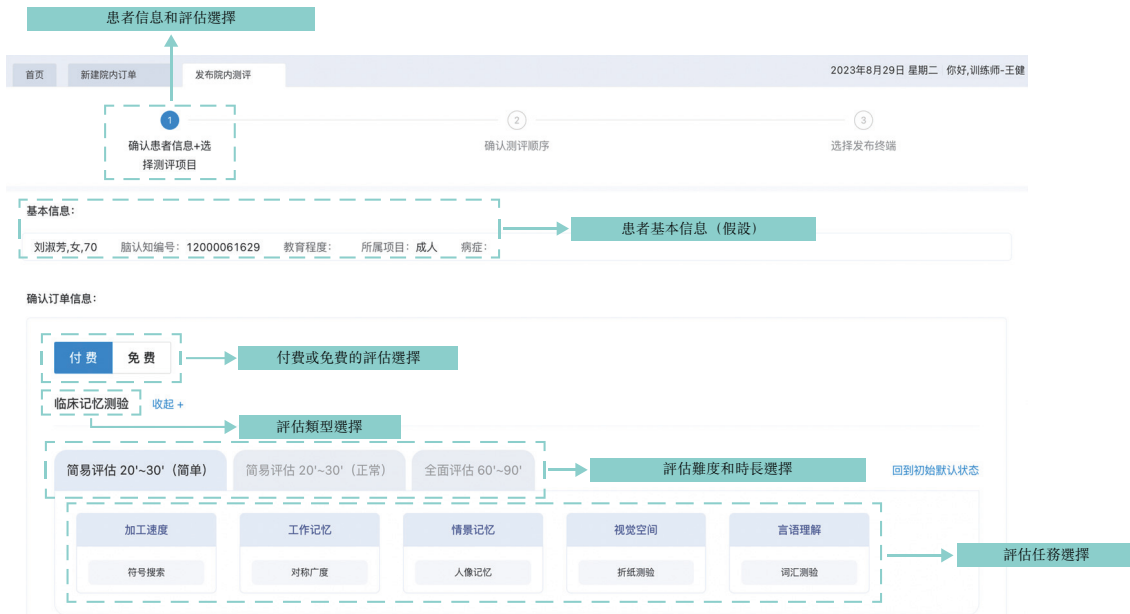 患者信息和評估選擇
首页 新建院内订单 发布院内测评 2023年8月29日 星期二 你好,训练师-王健
1 2 3
确认患者信息+选 确认测评顺序 选择发布终端
择测评项目
基本信息：
患者基本信息（假設）
刘淑芳,女,70 脑认知编号：12000061629 教育程度： 所属项目：成人 病症：
确认订单信息：
付费 免费 付費或免費的評估選擇
临床记忆测验 收起 +
評估類型選擇
简易评估 20'~30'（简单） 简易评估 20'~30'（正常） 全面评估 60'~90' 評估難度和時長選擇 回到初始默认状态
加工速度 工作记忆 情景记忆 视觉空间 言语理解
評估任務選擇
符号搜索 对称广度 人像记忆 折纸测验 词汇测验